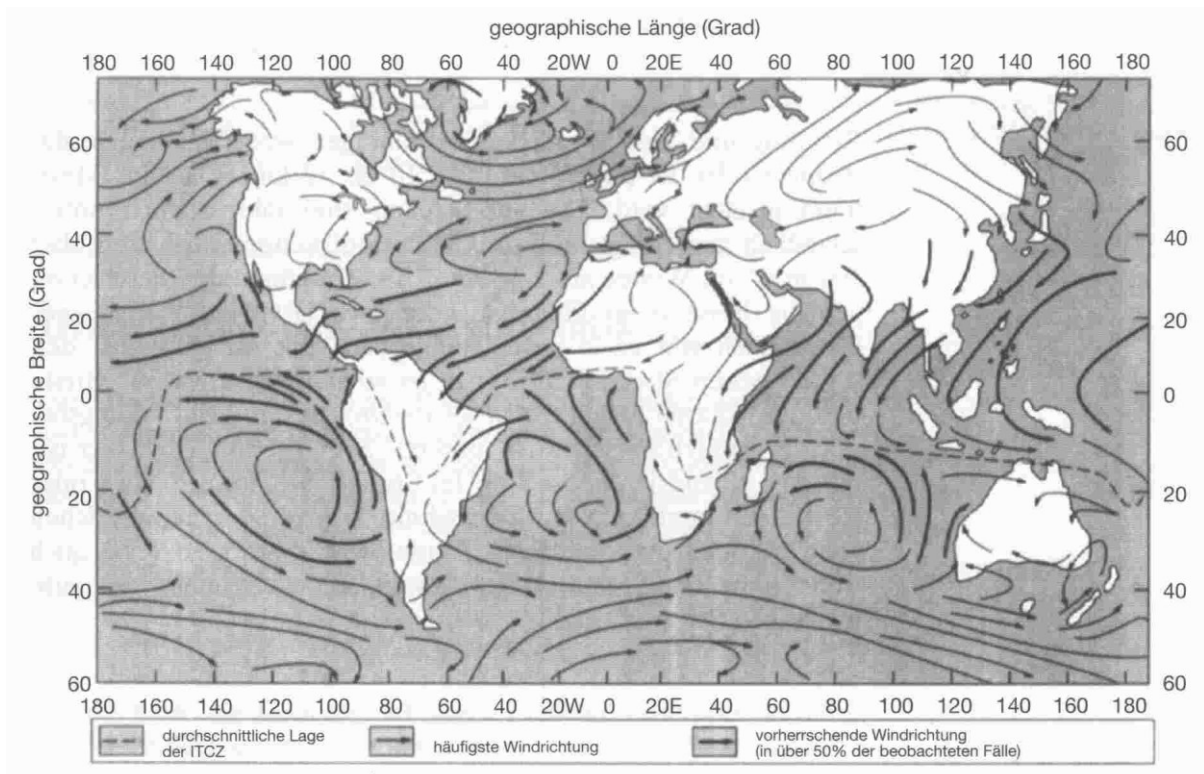 geographische Länge (Grad)
180 160 140 120 100 80 60 40 20W 0 20E 40 60 80 100 120 140 160 180
geographische Breite (Grad)
60 60
40 40
20 20
0 0
20 20
40 40
60 60
180 160 140 120 100 80 60 40 20W 0 20E 40 60 80 100 120 140 160 180
durchschnittliche Lage
der ITCZ
häufigste Windrichtung
vorherrschende Windrichtung
(in über 50% der beobachteten Fälle)